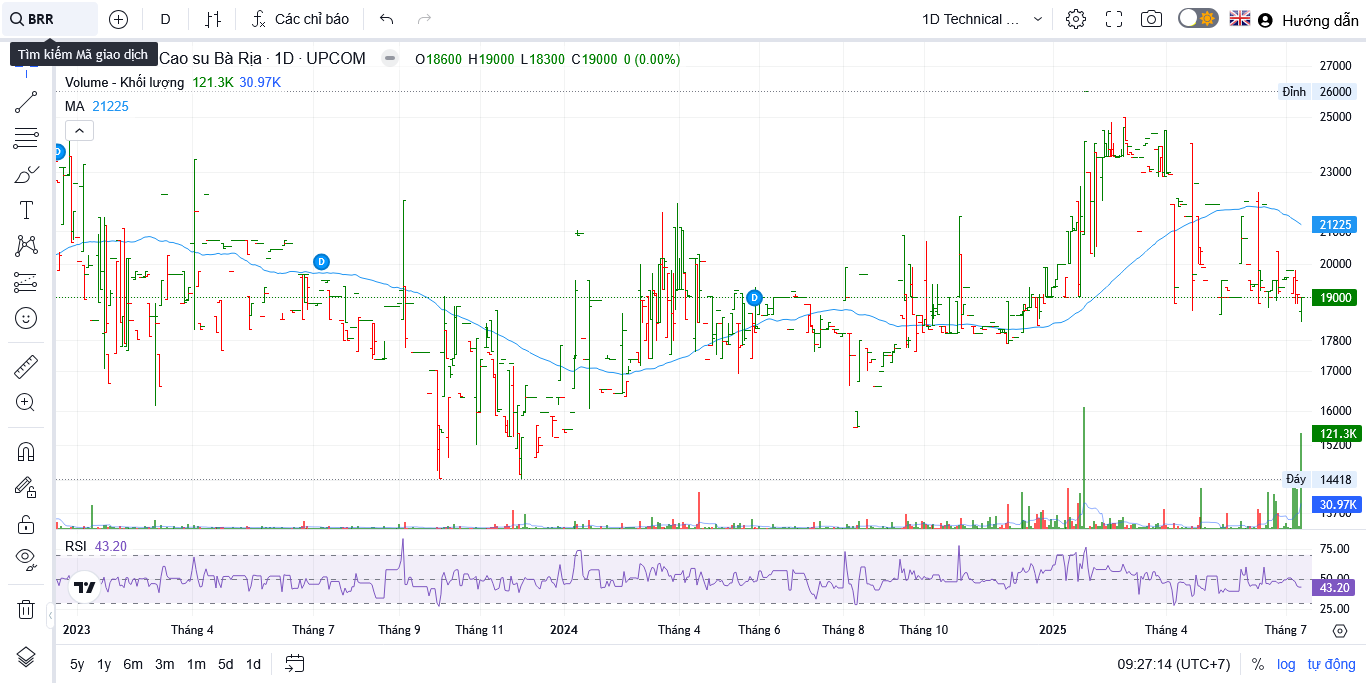 BRR
D
Các chỉ báo
1D Technical ...
Hướng dẫn
Tìm kiếm Mã giao dịch
Cao su Bà Rịa · 1D · UPCOM
O18600 H19000 L18300 C19000 0 (0.00%)
Volume - Khối lượng 121.3K 30.97K
MA 21225
27000
Đỉnh 26000
25000
23000
21225
21000
20000
19000
17800
17000
16000
121.3K
15200
Đáy 14418
30.97K
13700
D
D
D
RSI 43.20
75.00
50.00
43.20
25.00
2023 Tháng 4 Tháng 7 Tháng 9 Tháng 11 2024 Tháng 4 Tháng 6 Tháng 8 Tháng 10 2025 Tháng 4 Tháng 7
5y 1y 6m 3m 1m 5d 1d
09:27:14 (UTC+7) % log tự động